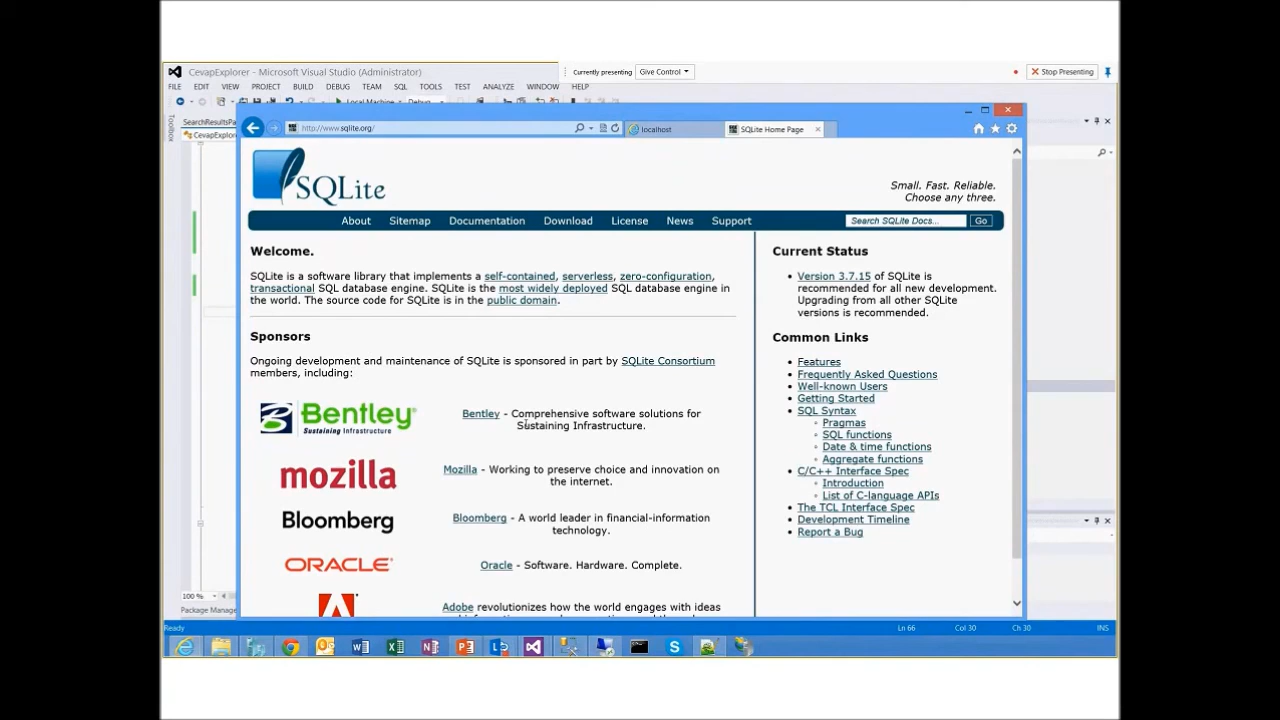 CevapExplorer - Microsoft Visual Studio (Administrator)
Currently presenting
Give Control
Stop Presenting
FILE EDIT VIEW PROJECT BUILD DEBUG TEAM SQL TOOLS TEST ANALYZE WINDOW HELP
Local Machine
Debug
SearchResultsPa
CevapExplor
Toolbox
http://www.sqlite.org/
localhost
SQLite Home Page
SQLite
Small. Fast. Reliable.
Choose any three.
About Sitemap Documentation Download License News Support
Search SQLite Docs...
Go
Welcome.
SQLite is a software library that implements a self-contained, serverless, zero-configuration,
transactional SQL database engine. SQLite is the most widely deployed SQL database engine in
the world. The source code for SQLite is in the public domain.
Sponsors
Ongoing development and maintenance of SQLite is sponsored in part by SQLite Consortium
members, including:
Bentley
Sustaining Infrastructure
Bentley - Comprehensive software solutions for
Sustaining Infrastructure.
mozilla
Mozilla - Working to preserve choice and innovation on
the internet.
Bloomberg
Bloomberg - A world leader in financial-information
technology.
ORACLE
Oracle - Software. Hardware. Complete.
Adobe revolutionizes how the world engages with ideas
Current Status
Version 3.7.15 of SQLite is
recommended for all new development.
Upgrading from all other SQLite
versions is recommended.
Common Links
Features
Frequently Asked Questions
Well-known Users
Getting Started
SQL Syntax
Pragmas
SQL functions
Date & time functions
Aggregate functions
C/C++ Interface Spec
Introduction
List of C-language APIs
The TCL Interface Spec
Development Timeline
Report a Bug
100 %
Package Manage
Ready
Ln 66
Col 30
Ch 30
INS